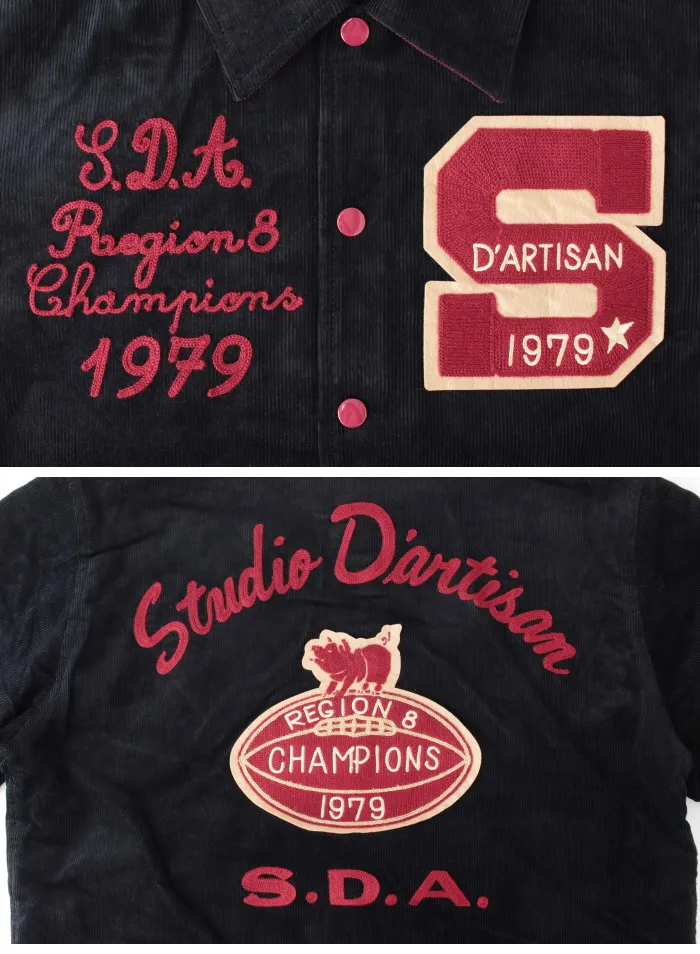 S.D.A.
Region 8
Champions
1979
S
D'ARTISAN
1979
Studio D'artisan
REGION 8
CHAMPIONS
1979
S.D.A.